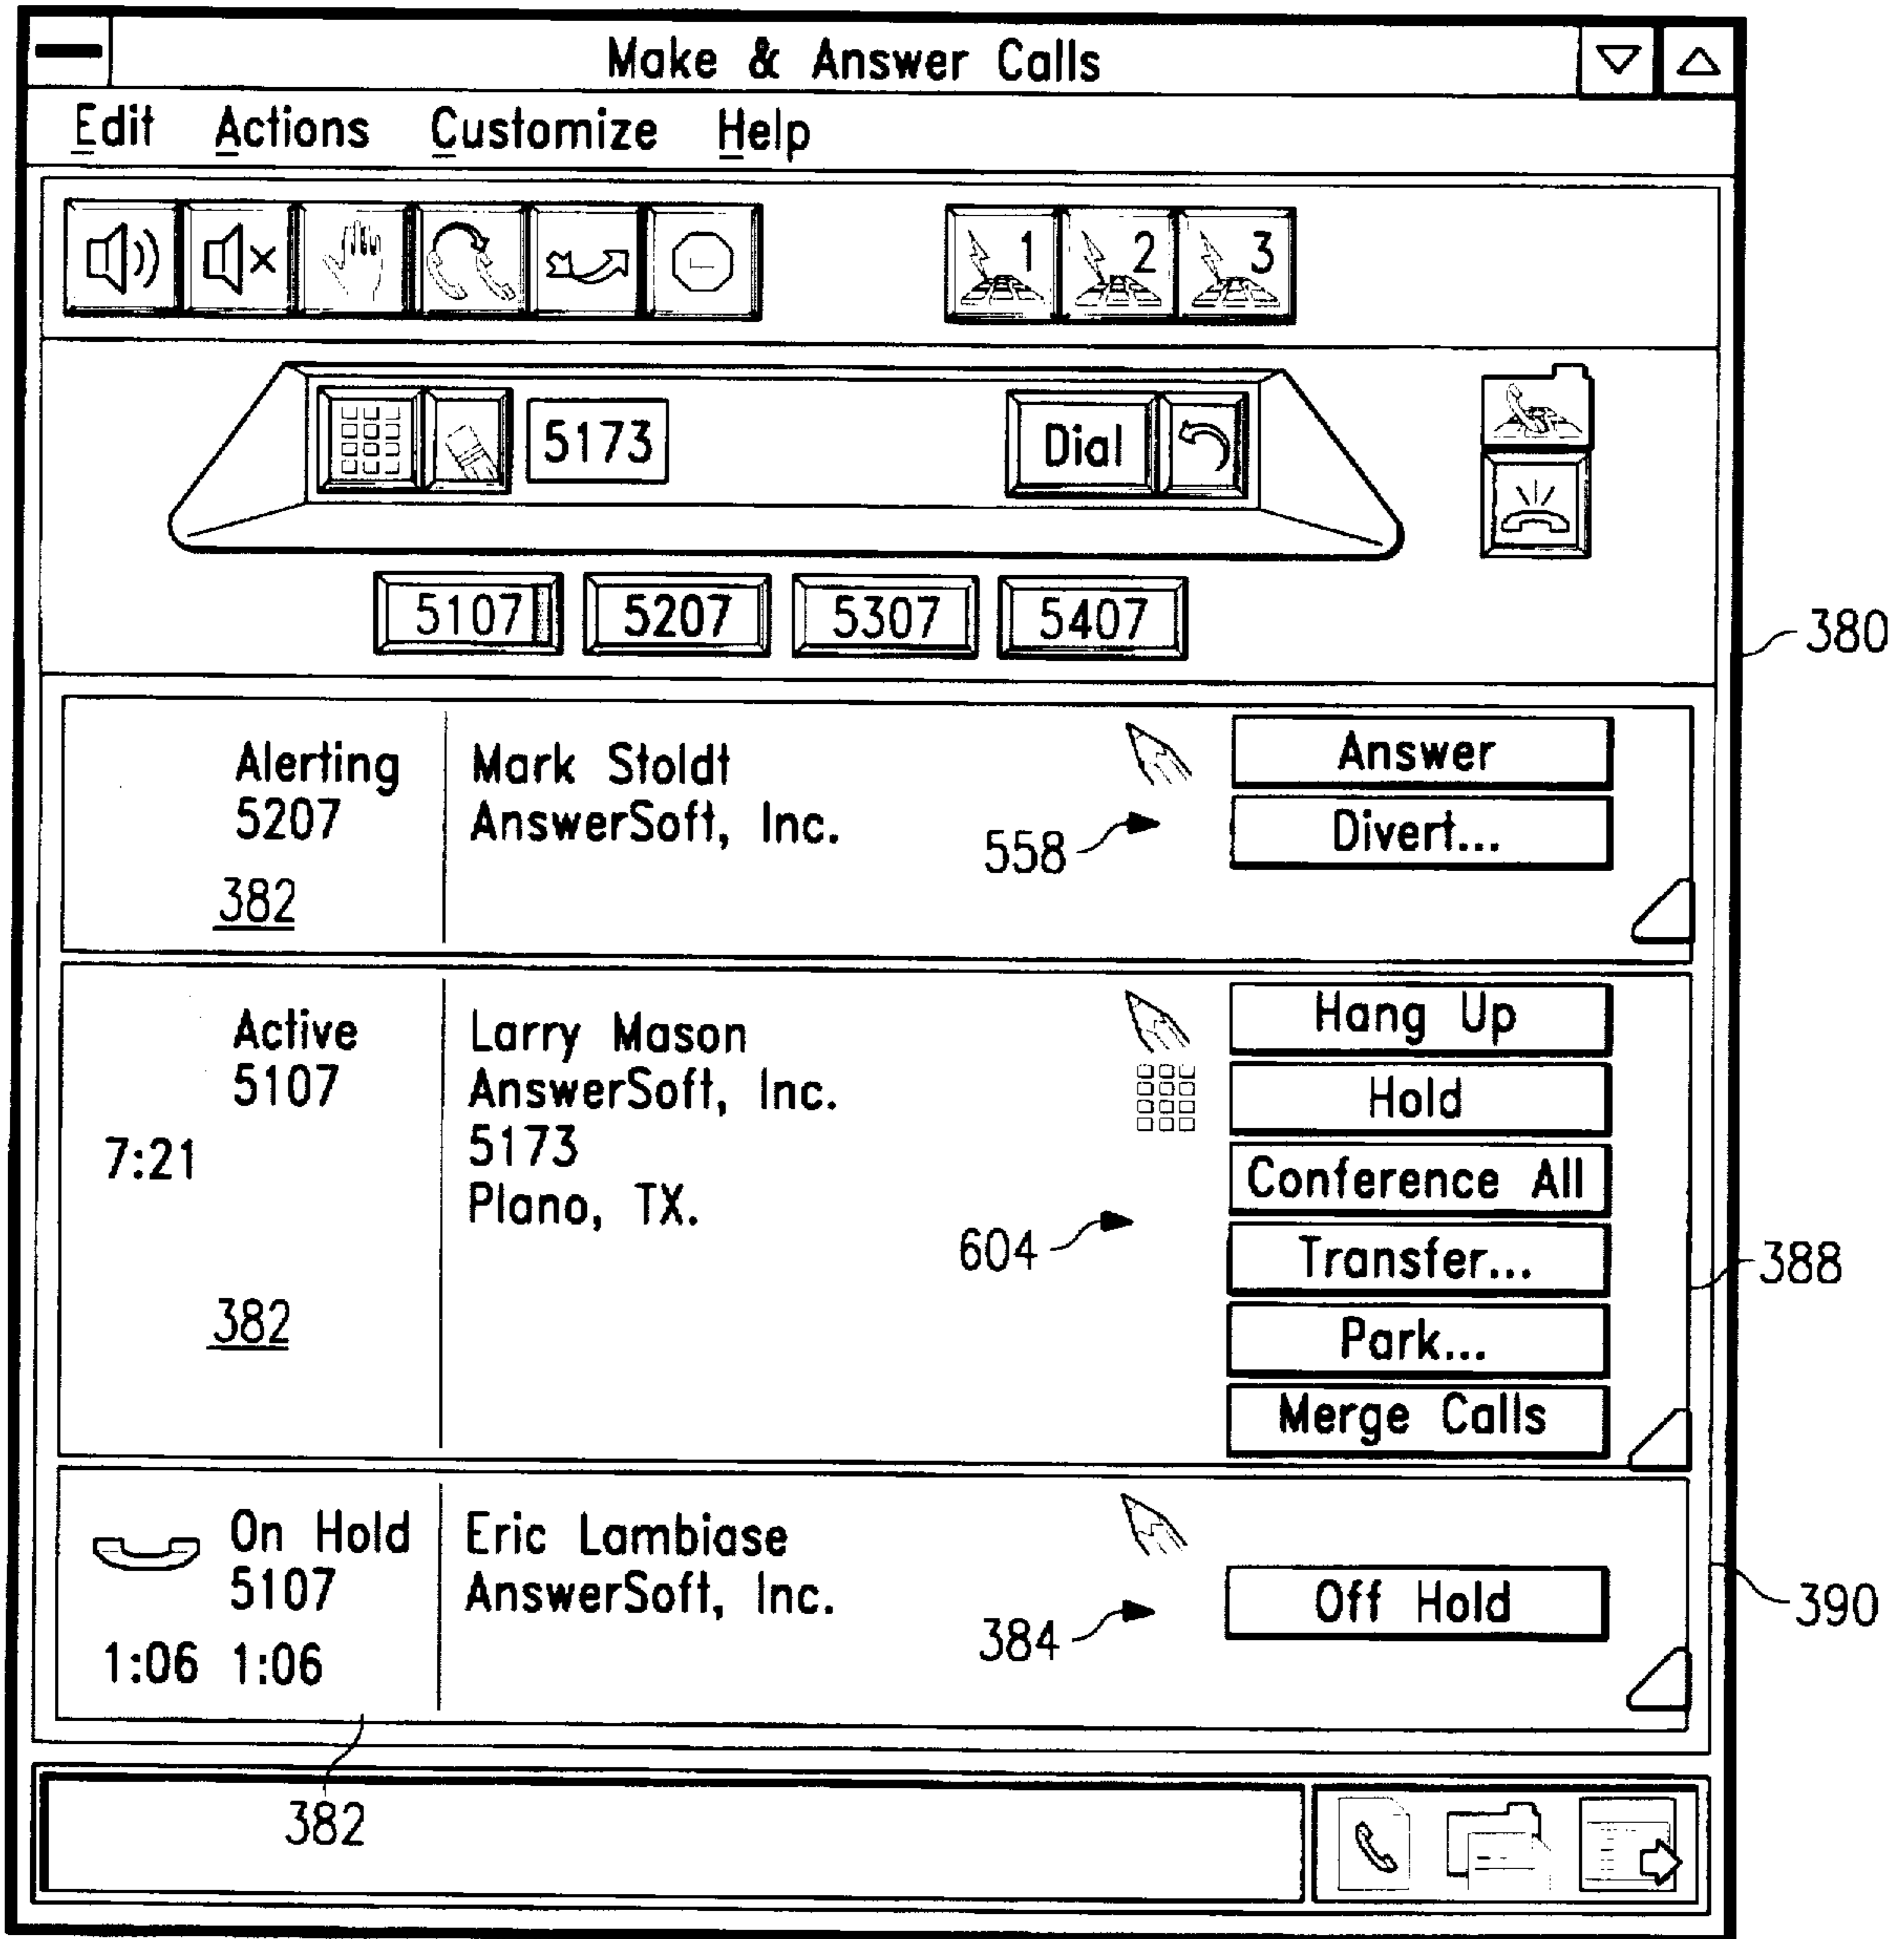 Make & Answer Calls
Edit Actions Customize Help
1 2 3
5173 Dial
5107 5207 5307 5407
380
Alerting
5207
382
Mark Stoldt
AnswerSoft, Inc.
558
Answer
Divert...
Active
5107
7:21
382
Larry Mason
AnswerSoft, Inc.
5173
Plano, TX.
604
Hang Up
Hold
Conference All
Transfer...
Park...
Merge Calls
388
On Hold
5107
1:06 1:06
Eric Lambiase
AnswerSoft, Inc.
384
Off Hold
390
382